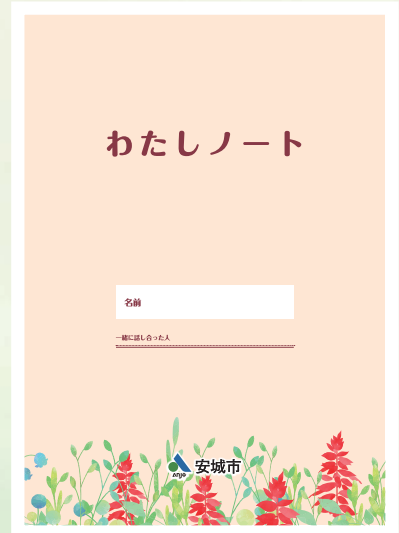 わたしノート
名前
一緒に話し合った人
anjo
安城市